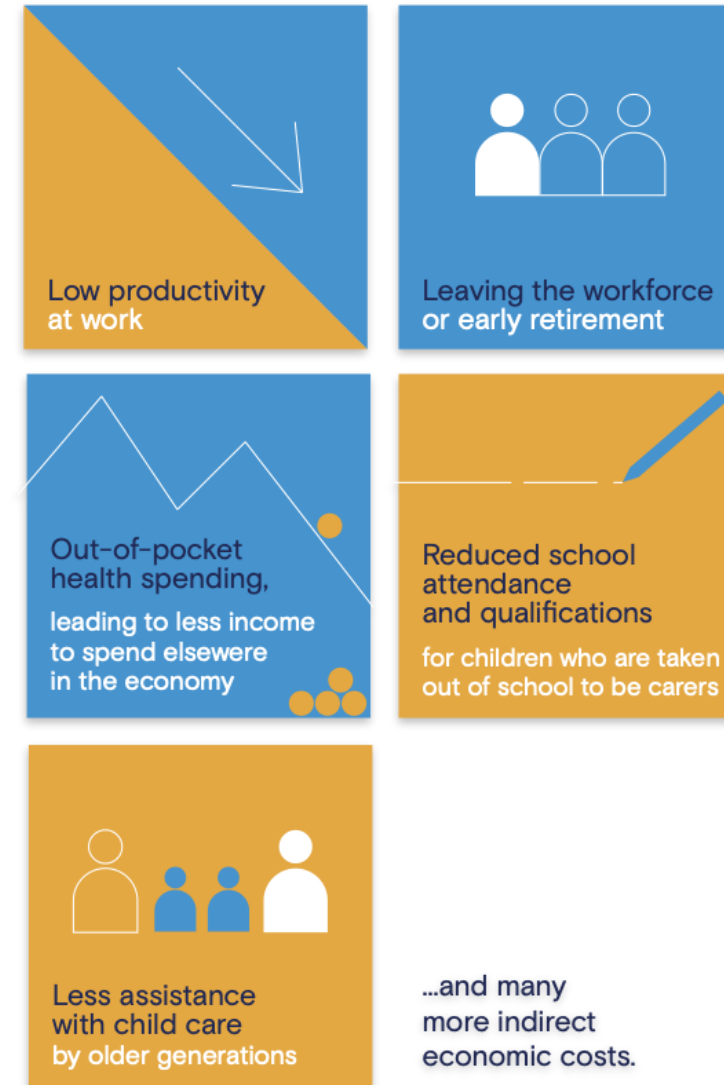 Low productivity
at work
Leaving the workforce
or early retirement
Out-of-pocket
health spending,
leading to less income
to spend elsewere
in the economy
Reduced school
attendance
and qualifications
for children who are taken
out of school to be carers
Less assistance
with child care
by older generations
...and many
more indirect
economic costs.